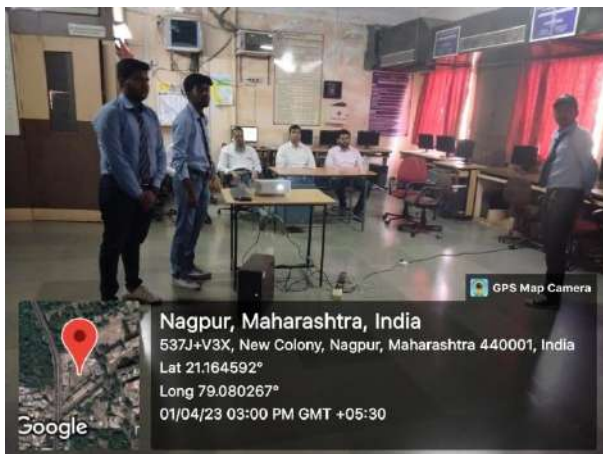 GPS Map Camera
Nagpur, Maharashtra, India
537J+V3X, New Colony, Nagpur, Maharashtra 440001, India
Lat 21.164592°
Long 79.080267°
01/04/23 03:00 PM GMT +05:30
Google